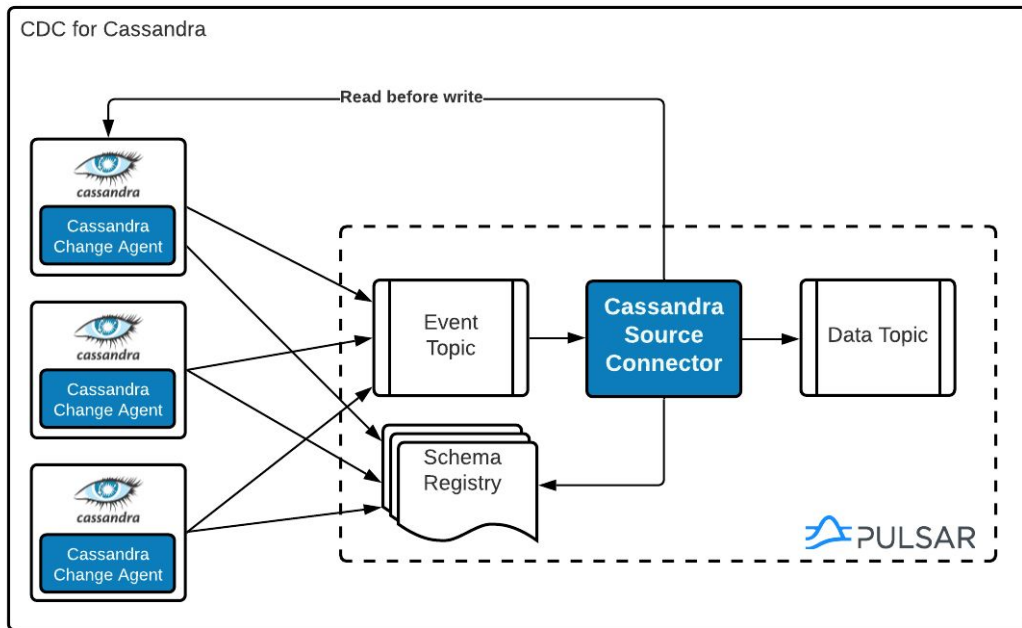 CDC for Cassandra
Read before write
cassandra
Cassandra
Change Agent
cassandra
Cassandra
Change Agent
cassandra
Cassandra
Change Agent
Event
Topic
Schema
Registry
Cassandra
Source
Connector
Data Topic
PULSAR